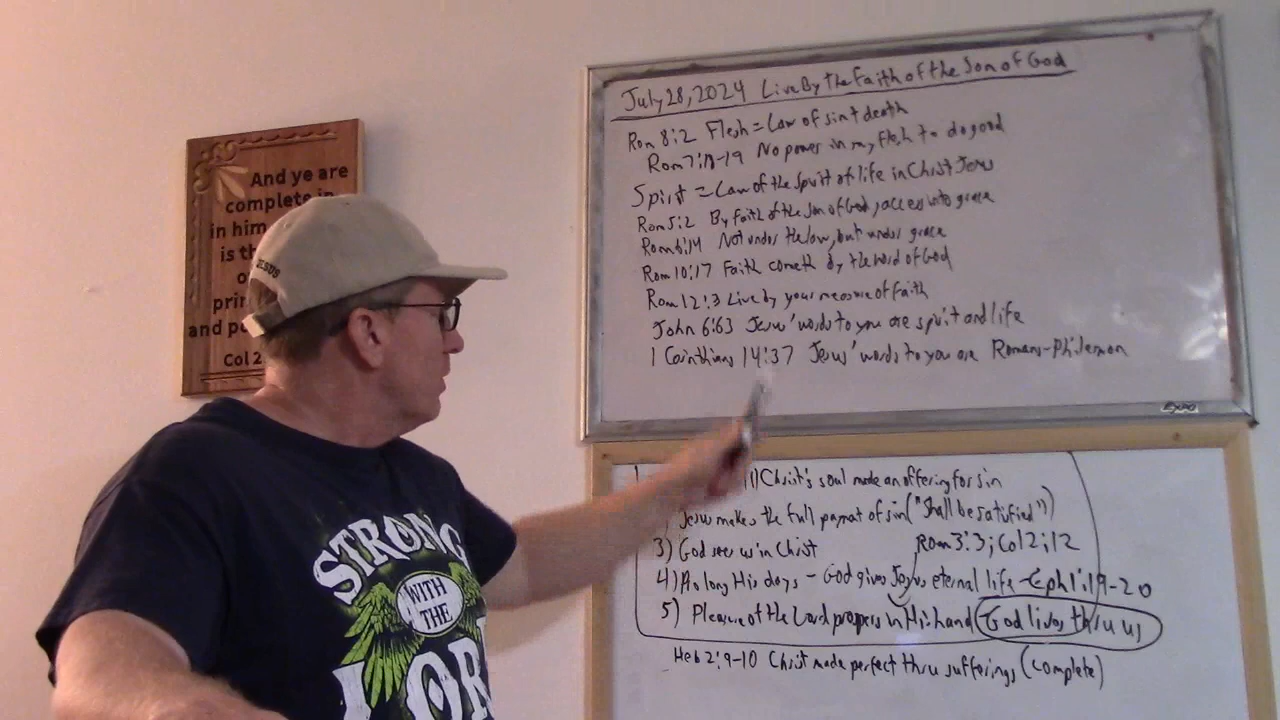 July 28, 2024 Live By the Faith of the Son of God
Rom 8:2 Flesh = Law of sin + death
Rom 7:18-19 No power in my flesh to do good
Spirit = Law of the Spirit of life in Christ Jesus
Rom 5:2 By Faith of the Son of God, access into grace
Rom 6:14 Not under the law, but under grace
Rom 10:17 Faith cometh by the Word of God
Rom 12:3 Live by your measure of faith
John 6:63 Jesus' words to you are spirit and life
1 Corinthians 14:37 Jesus' words to you are Romans-Philemon
EXPO
Christ's soul made an offering for sin
Jesus makes the full paymat of sin ("Shall be satified")
3) God sees us in Christ Rom 3:3; Col 2:12
4) Prolong His days - God gives Jesus eternal life - Eph 1:19-20
5) Pleasure of the Lord prospers in His hand - God lives thru us
Heb 2:9-10 Christ made perfect thru sufferings (complete)
And ye are
complete in
in him
is th
prin
and po
Col 2
JESUS
STRONG
WITH
THE
LOR